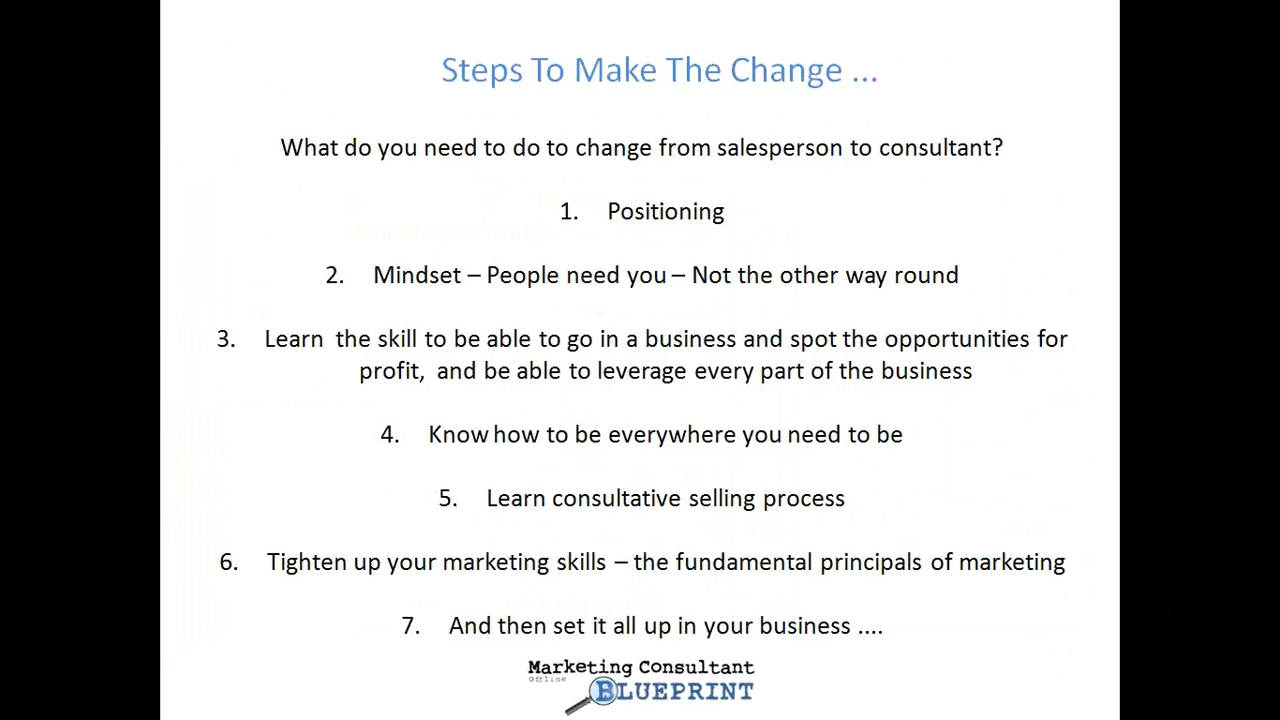 Steps To Make The Change ...
What do you need to do to change from salesperson to consultant?
1. Positioning
2. Mindset – People need you – Not the other way round
3. Learn the skill to be able to go in a business and spot the opportunities for
profit, and be able to leverage every part of the business
4. Know how to be everywhere you need to be
5. Learn consultative selling process
6. Tighten up your marketing skills – the fundamental principals of marketing
7. And then set it all up in your business ....
Marketing Consultant
Offline
BLUEPRINT